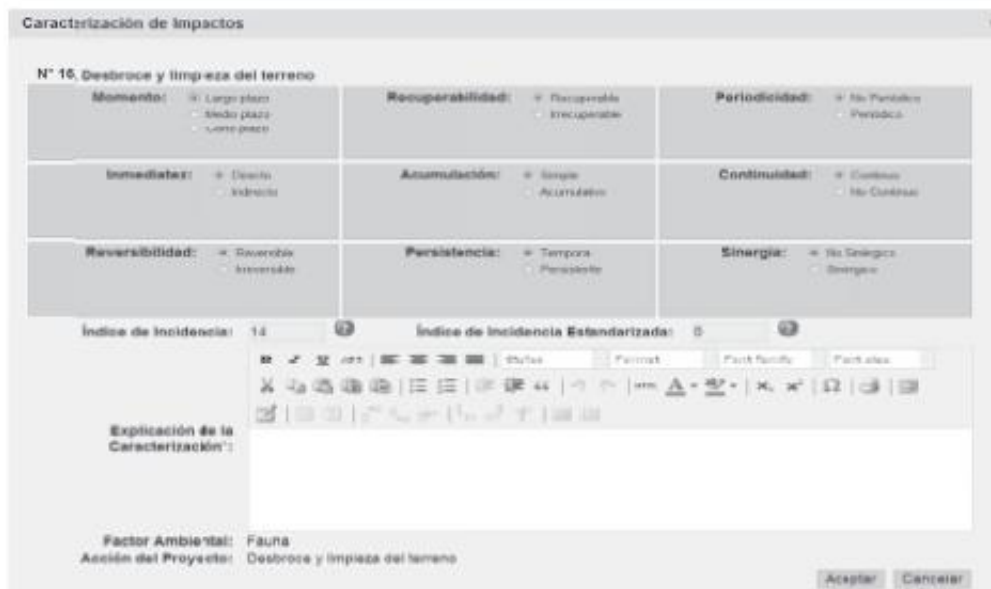 Caracterización de Impactos
N° 16. Desbroce y limpieza del terreno
Momento: Largo plazo
Medio plazo
Corto plazo
Recuperabilidad: Recuperable
Irrecuperable
Periodicidad: No Periódico
Periódico
Inmediatez: Directo
Indirecto
Acumulación: Simple
Acumulativo
Continuidad: Continuo
No Continuo
Reversibilidad: Reversible
Irreversible
Persistencia: Tempora
Persistente
Sinergia: No Sinérgico
Sinérgico
Índice de Incidencia: 14
Índice de Incidencia Estandarizada: 0
Styles Format Font family Font size
HTML
Explicación de la
Caracterización*:
Factor Ambiental: Fauna
Acción del Proyecto: Desbroce y limpieza del terreno
Aceptar Cancelar